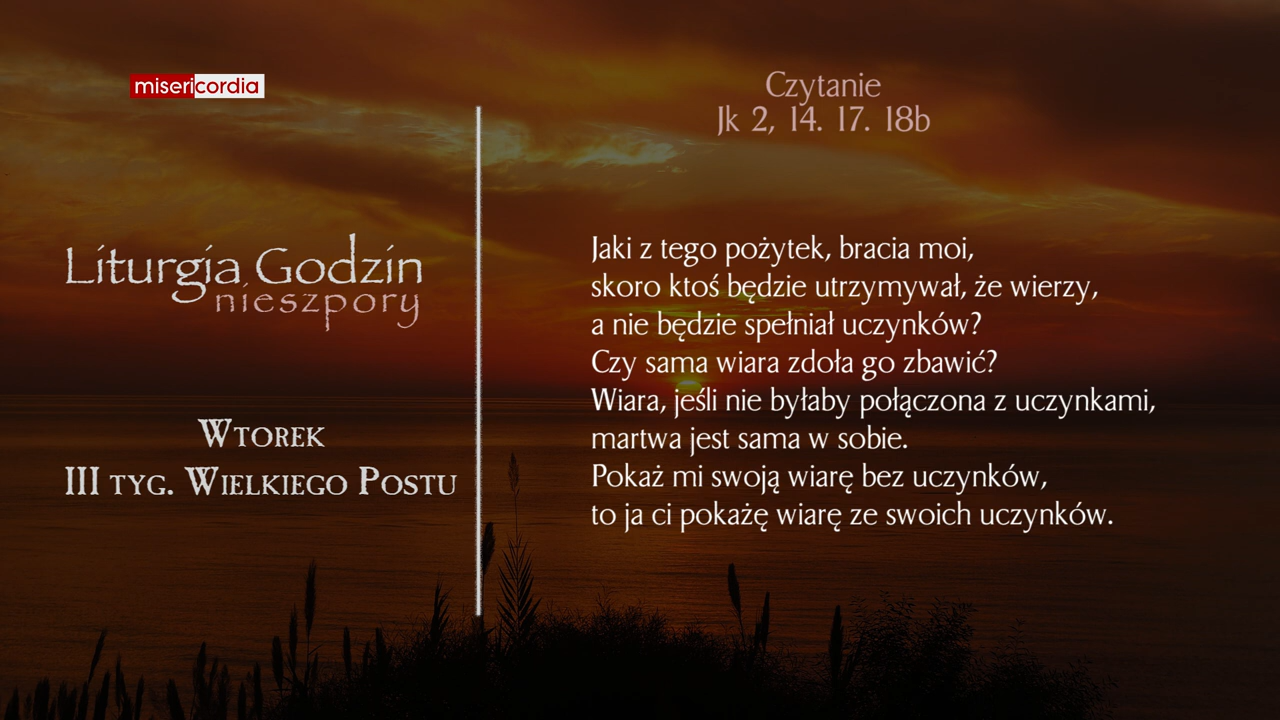 misericordia
Liturgia Godzin
nieszpory
Wtorek
III tyg. Wielkiego Postu
Czytanie
Jk 2, 14. 17. 18b
Jaki z tego pożytek, bracia moi,
skoro ktoś będzie utrzymywał, że wierzy,
a nie będzie spełniał uczynków?
Czy sama wiara zdoła go zbawić?
Wiara, jeśli nie byłaby połączona z uczynkami,
martwa jest sama w sobie.
Pokaż mi swoją wiarę bez uczynków,
to ja ci pokażę wiarę ze swoich uczynków.